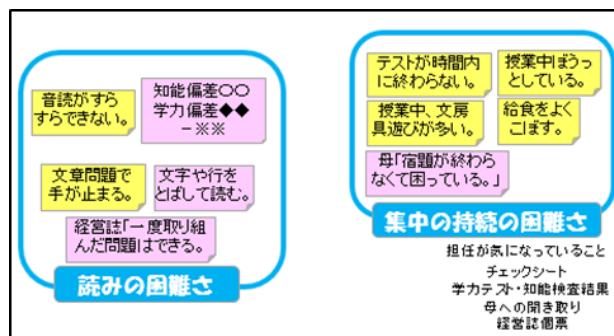 音読がすら
すらできない。
知能偏差〇〇
学力偏差◆◆
－※※
文章問題で
手が止まる。
文字や行を
とばして読む。
経営誌「一度取り組
んだ問題はできる。
読みの困難さ
テストが時間内
に終わらない。
授業中ぼうっ
としている。
授業中、文房
具遊びが多い。
給食をよく
こぼす。
母「宿題が終わら
なくて困っている。」
集中の持続の困難さ
担任が気になっていること
チェックシート
学力テスト・知能検査結果
母への聞き取り
経営誌個票